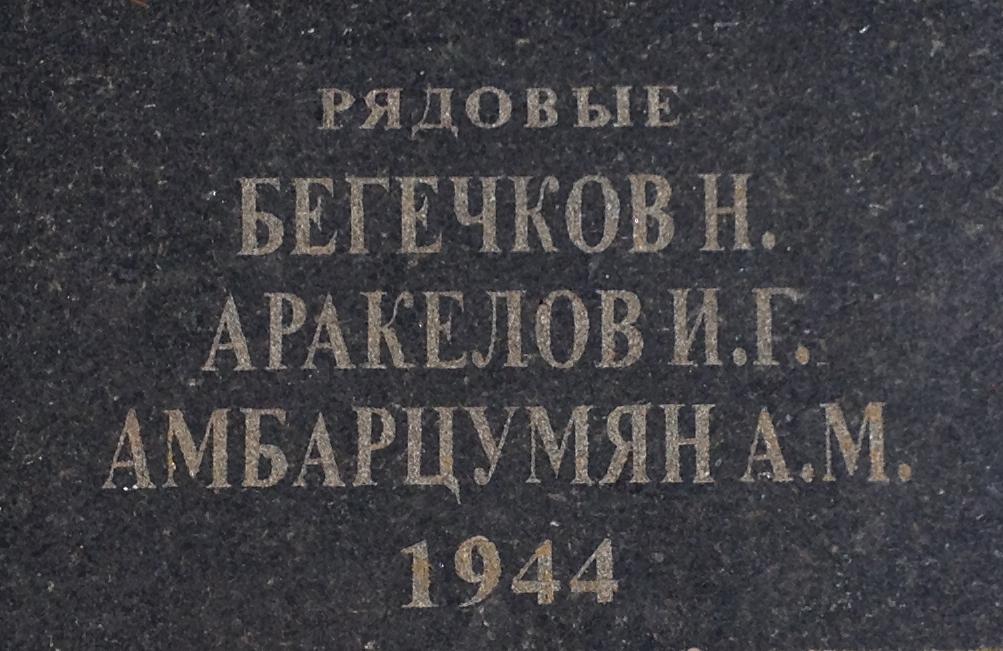 РЯДОВЫЕ
БЕГЕЧКОВ Н.
АРАКЕЛОВ И.Г.
АМБАРЦУМЯН А.М.
1944